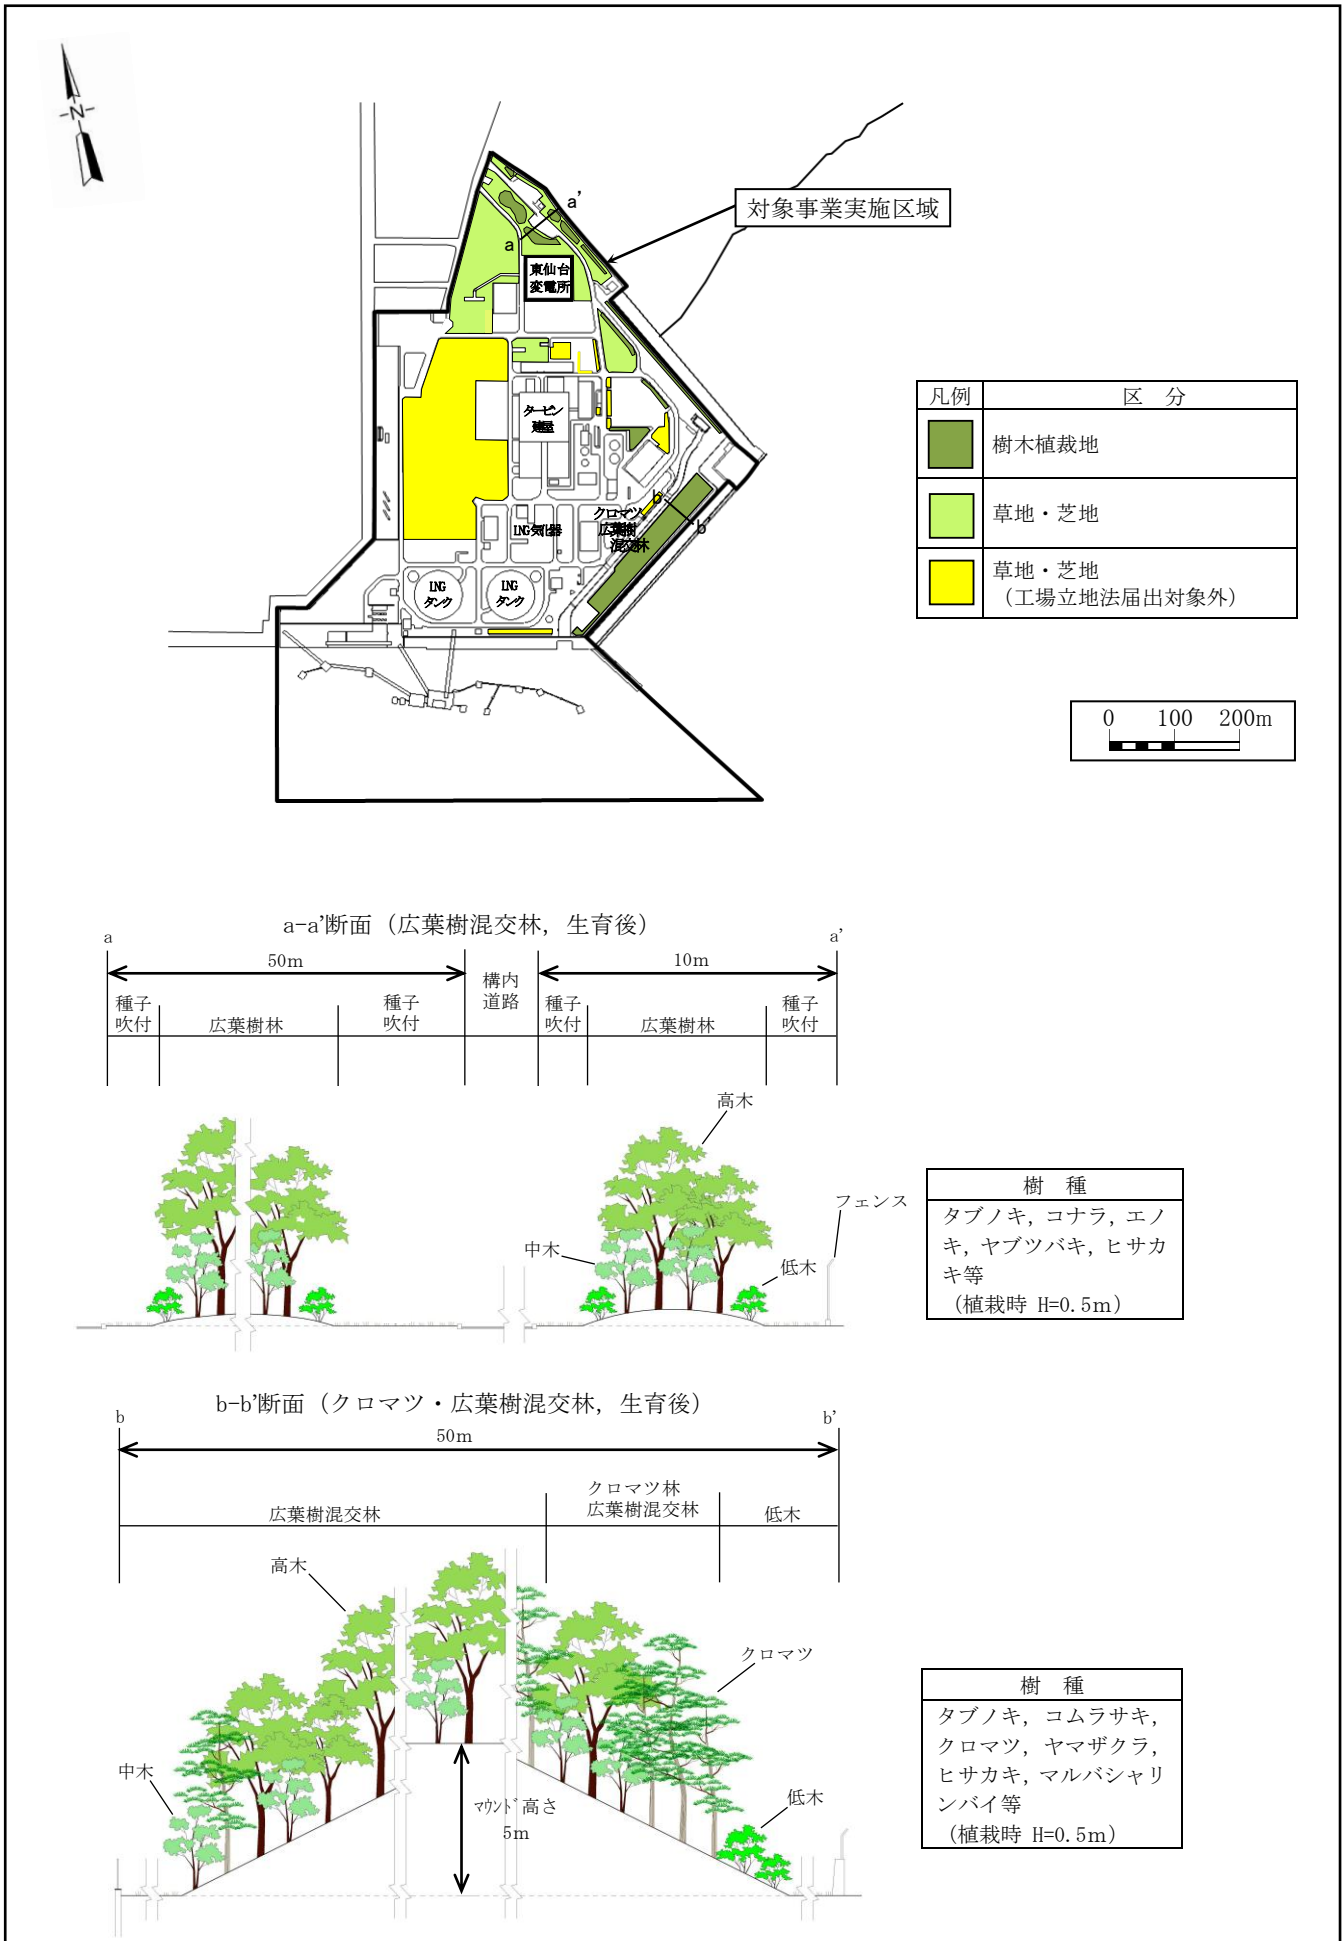 N
対象事業実施区域
a'
a
東仙台
変電所
タービン
建屋
凡例
区 分
樹木植裁地
草地・芝地
草地・芝地
(工場立地法届出対象外)
b
b'
クロマツ
広葉樹
混交林
LNG気化器
LNG
タンク
LNG
タンク
0 100 200m
a-a'断面(広葉樹混交林, 生育後)
a
a'
50m
10m
構内
道路
種子
吹付
広葉樹林
種子
吹付
種子
吹付
広葉樹林
種子
吹付
高木
フェンス
中木
低木
樹 種
タブノキ, コナラ, エノ
キ, ヤブツバキ, ヒサカ
キ等
(植栽時 H=0.5m)
b-b'断面(クロマツ・広葉樹混交林, 生育後)
b
b'
50m
広葉樹混交林
クロマツ林
広葉樹混交林
低木
高木
クロマツ
中木
マウンド高さ
5m
低木
樹 種
タブノキ, コムラサキ,
クロマツ, ヤマザクラ,
ヒサカキ, マルバシャリ
ンバイ等
(植栽時 H=0.5m)